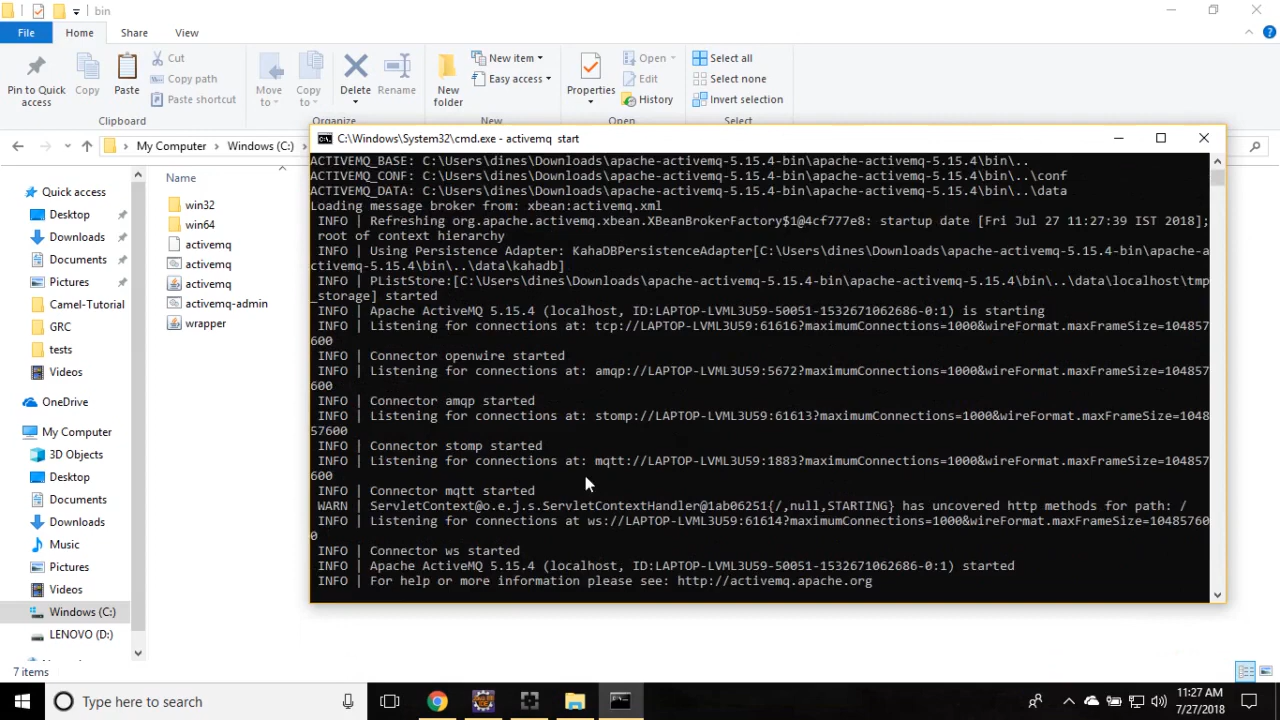 bin
File
Home
Share
View
Pin to Quick access
Copy
Paste
Cut
Copy path
Paste shortcut
Clipboard
Move to
Copy to
Delete
Rename
Organize
New folder
New item
Easy access
New
Properties
Open
Edit
History
Open
Select all
Select none
Invert selection
Select
My Computer
Windows (C:)
C:\Windows\System32\cmd.exe - activemq  start
ACTIVEMQ_BASE: C:\Users\dines\Downloads\apache-activemq-5.15.4-bin\apache-activemq-5.15.4\bin\..
ACTIVEMQ_CONF: C:\Users\dines\Downloads\apache-activemq-5.15.4-bin\apache-activemq-5.15.4\bin\..\conf
ACTIVEMQ_DATA: C:\Users\dines\Downloads\apache-activemq-5.15.4-bin\apache-activemq-5.15.4\bin\..\data
Loading message broker from: xbean:activemq.xml
INFO | Refreshing org.apache.activemq.xbean.XBeanBrokerFactory$1@4cf777e8: startup date [Fri Jul 27 11:27:39 IST 2018];
root of context hierarchy
INFO | Using Persistence Adapter: KahaDBPersistenceAdapter[C:\Users\dines\Downloads\apache-activemq-5.15.4-bin\apache-a
ctivemq-5.15.4\bin\..\data\kahadb]
INFO | PListStore:[C:\Users\dines\Downloads\apache-activemq-5.15.4-bin\apache-activemq-5.15.4\bin\..\data\localhost\tmp
_storage] started
INFO | Apache ActiveMQ 5.15.4 (localhost, ID:LAPTOP-LVML3U59-50051-1532671062686-0:1) is starting
INFO | Listening for connections at: tcp://LAPTOP-LVML3U59:61616?maximumConnections=1000&wireFormat.maxFrameSize=104857
600
INFO | Connector openwire started
INFO | Listening for connections at: amqp://LAPTOP-LVML3U59:5672?maximumConnections=1000&wireFormat.maxFrameSize=104857
600
INFO | Connector amqp started
INFO | Listening for connections at: stomp://LAPTOP-LVML3U59:61613?maximumConnections=1000&wireFormat.maxFrameSize=1048
57600
INFO | Connector stomp started
INFO | Listening for connections at: mqtt://LAPTOP-LVML3U59:1883?maximumConnections=1000&wireFormat.maxFrameSize=104857
600
INFO | Connector mqtt started
WARN | ServletContext@o.e.j.s.ServletContextHandler@1ab06251{/,null,STARTING} has uncovered http methods for path: /
INFO | Listening for connections at ws://LAPTOP-LVML3U59:61614?maximumConnections=1000&wireFormat.maxFrameSize=10485760
0
INFO | Connector ws started
INFO | Apache ActiveMQ 5.15.4 (localhost, ID:LAPTOP-LVML3U59-50051-1532671062686-0:1) started
INFO | For help or more information please see: http://activemq.apache.org
Quick access
Desktop
Downloads
Documents
Pictures
Camel-Tutorial
GRC
tests
Videos
OneDrive
My Computer
3D Objects
Desktop
Documents
Downloads
Music
Pictures
Videos
Windows (C:)
LENOVO (D:)
Name
win32
win64
activemq
activemq
activemq
activemq-admin
wrapper
7 items
Type here to search
11:27 AM
7/27/2018